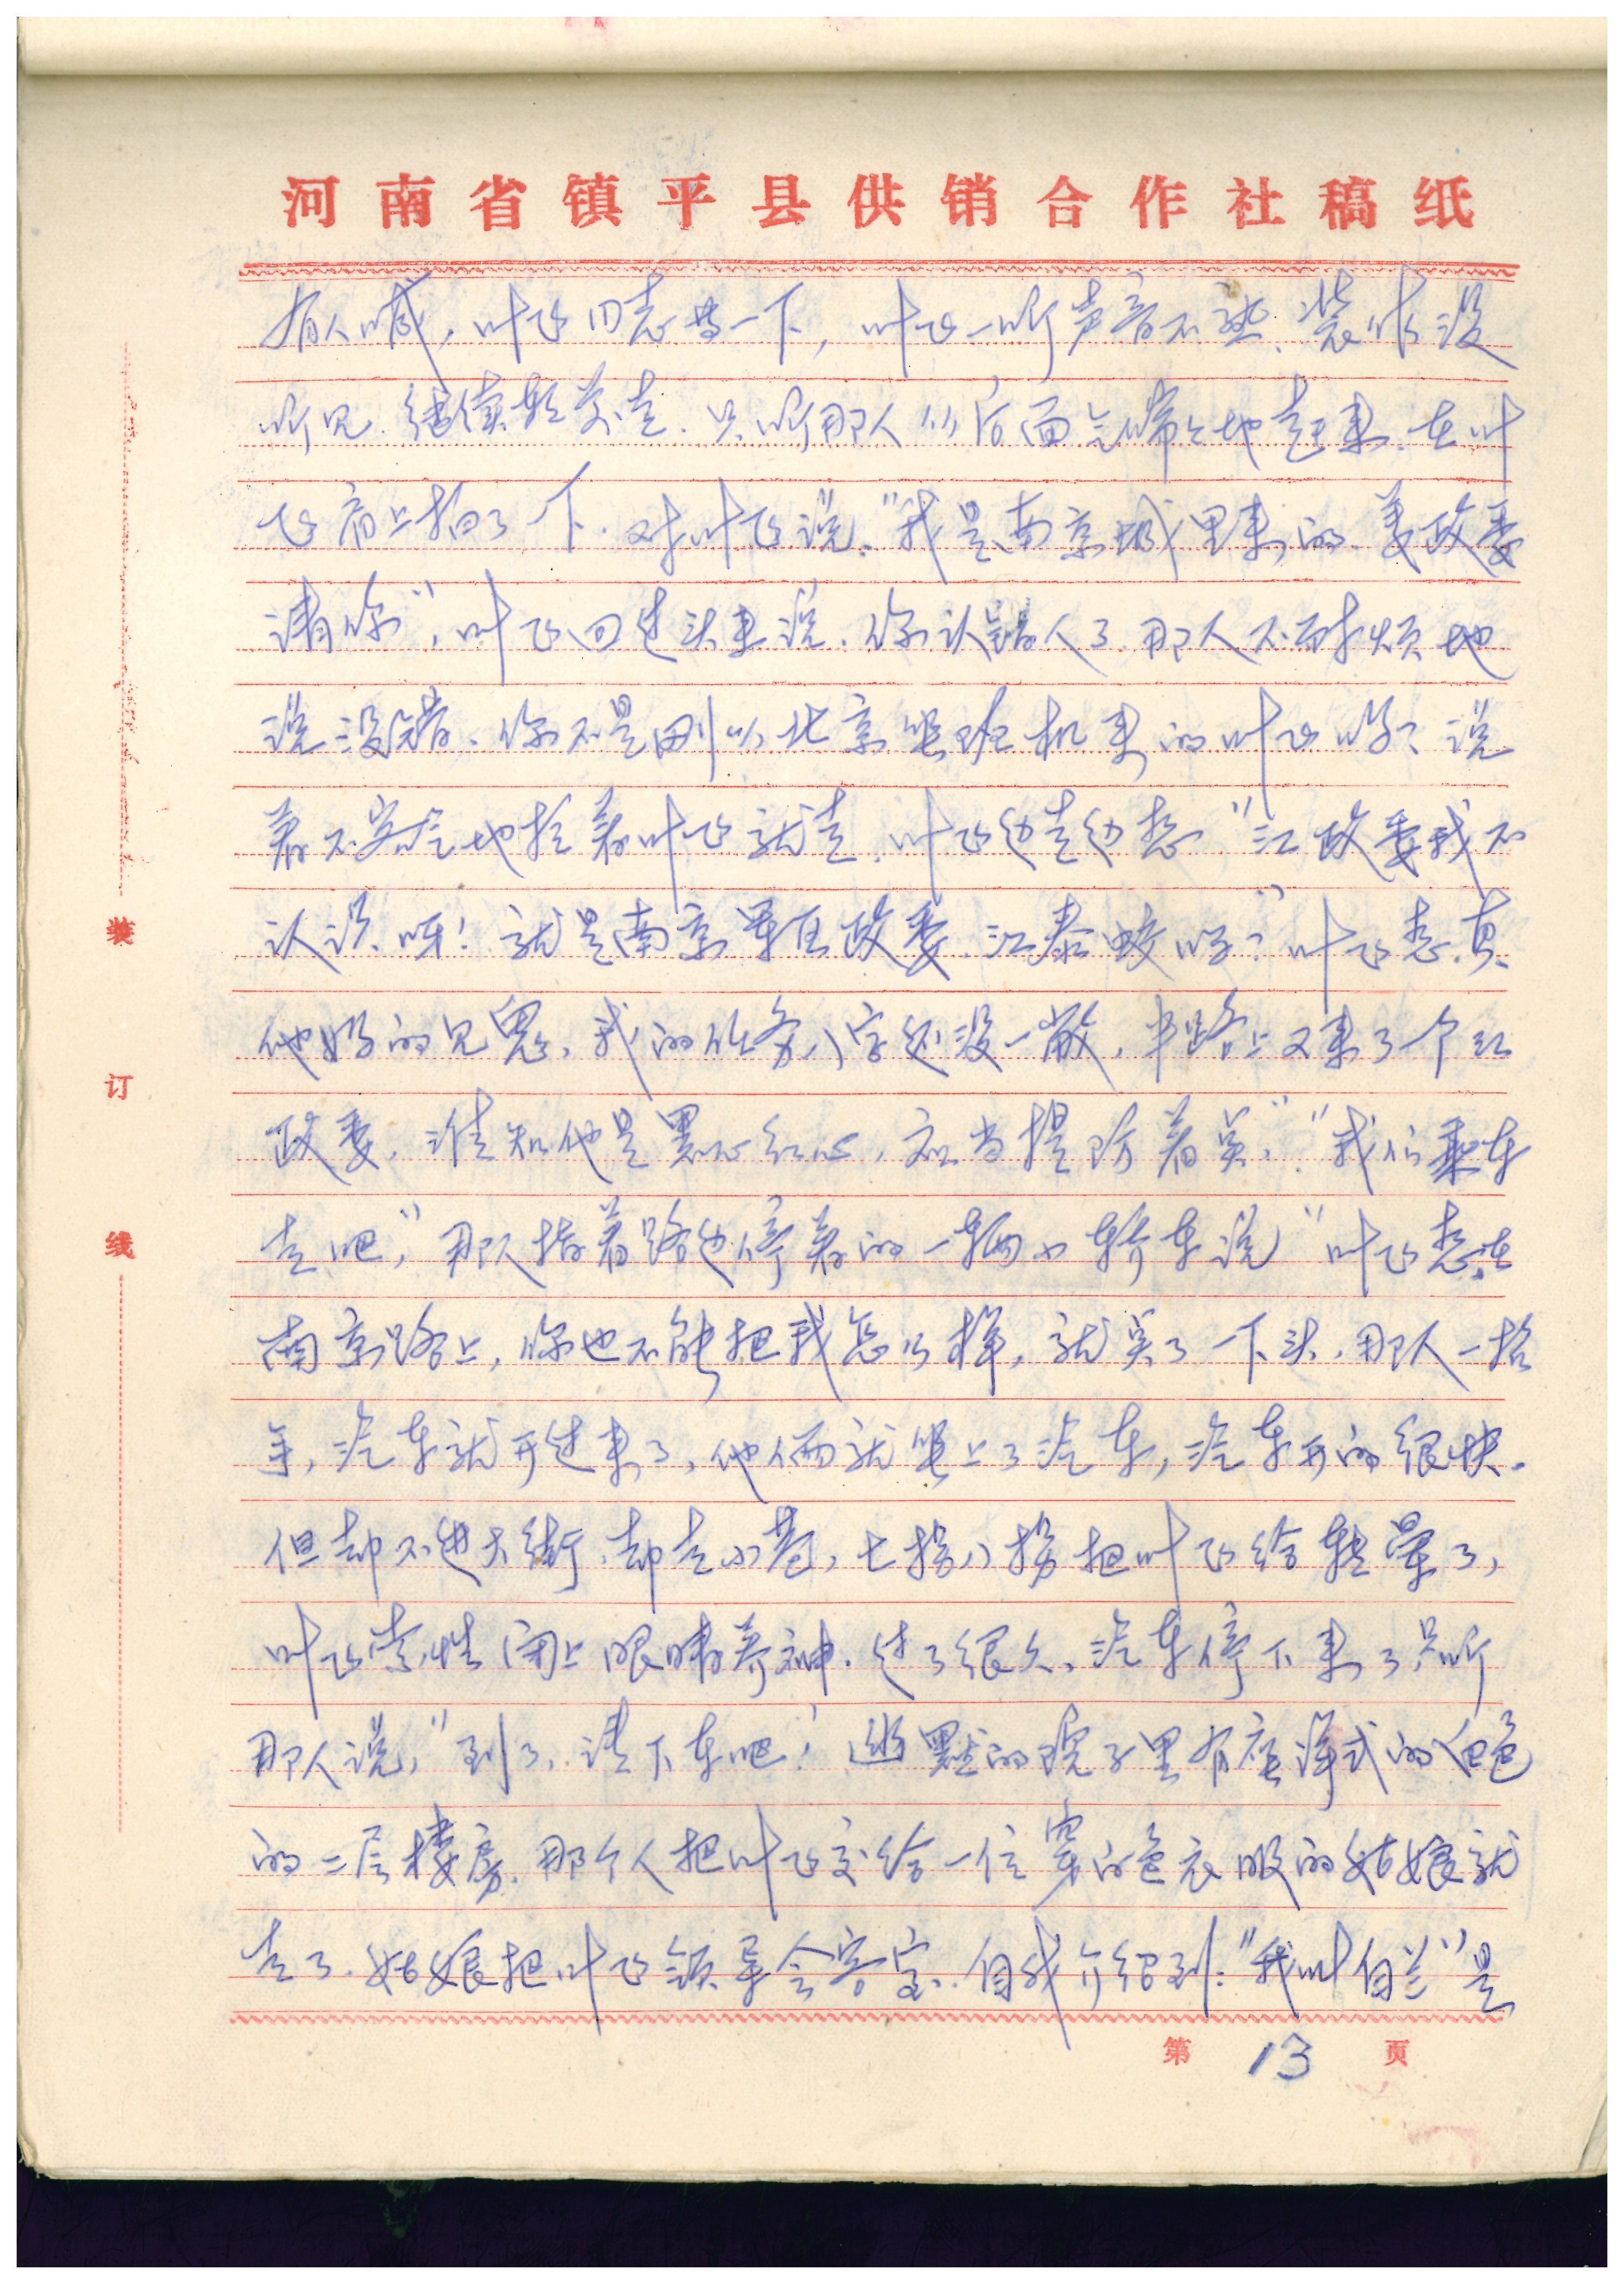 河南省镇平县供销合作社稿纸
有人喊,叶飞同志等一下,叶飞一听声音不熟、装作没
听见.继续赶着走.只听那人从后面气喘々地赶来.在叶
飞肩上拍了一下.对叶飞说:“我是南京城里来的.姜政委
请你”,叶飞回过头来说.你认错人了.那人不耐烦地
说没错、你不是刚从北京坐班机来的叶飞吗?说
着不客气地拉着叶飞就走.叶飞边走边想“江政委我不
认识呀!就是南京军区政委.江泰蛟吗?”叶飞想.真
他妈的见鬼,我的任务八字还没一撇,半路上又来了个江
政委,谁知他是黑心红心,应当提防着点”.“我们乘车
去吧”,那人指着路边停着的一辆小轿车说”叶飞想:在
南京路上,你也不能把我怎么样,就点了一下头.那人一招
手,汽车就开过来了,他俩就坐上了汽车,汽车开的很快.
但却不进大街,却走小巷,七拐八拐把叶飞给转晕了,
叶飞索性闭上眼睛养神.过了很久,汽车停下来了只听
那人说,“到了,请下车吧!幽默的院子里有座洋式的白色
的二层楼房.那个人把叶飞交给一位穿白色衣服的姑娘就
走了.姑娘把叶飞领导会客室.自我介绍到:“我叫白兰”是
第 13 页
装
订
线